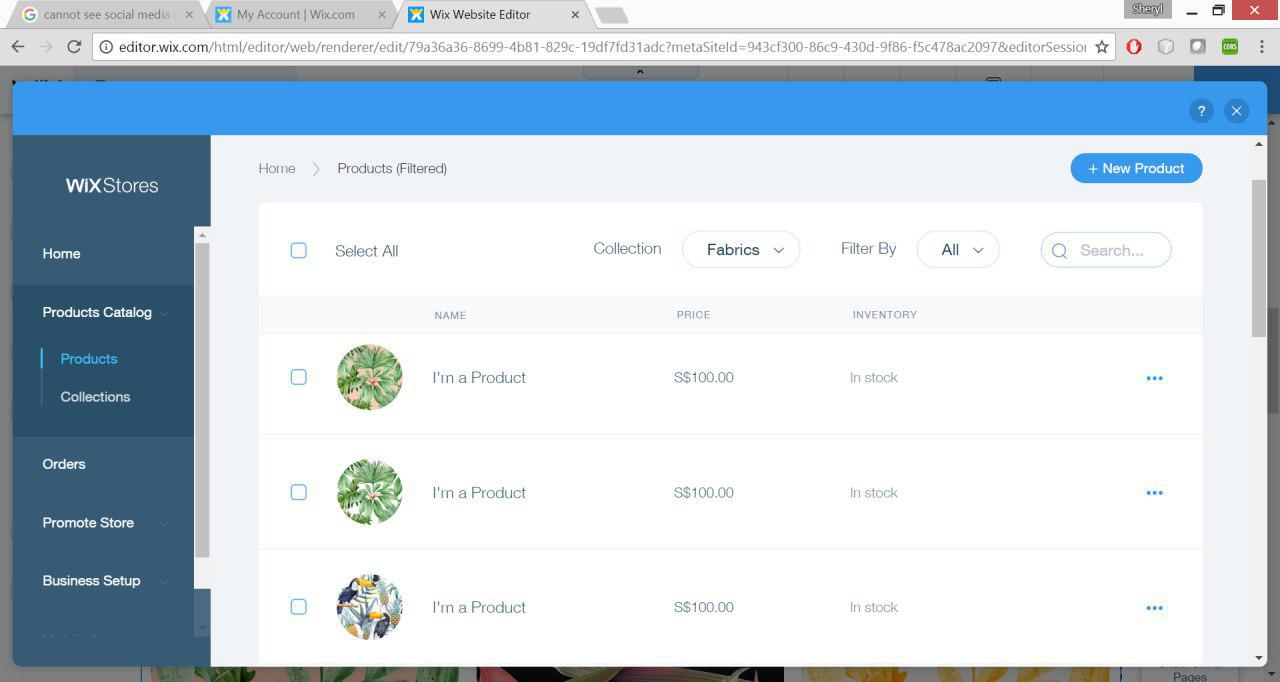 cannot see social media
My Account | Wix.com
Wix Website Editor
Sheryl
editor.wix.com/html/editor/web/renderer/edit/79a36a36-8699-4b81-829c-19df7fd31adc?metaSiteId=943cf300-86c9-430d-9f86-f5c478ac2097&editorSession
CORS
?
WiX Stores
Home
Products Catalog
Products
Collections
Orders
Promote Store
Business Setup
Home
Products (Filtered)
+ New Product
Select All
Collection
Fabrics
Filter By
All
Search...
NAME
PRICE
INVENTORY
I'm a Product
S$100.00
In stock
I'm a Product
S$100.00
In stock
I'm a Product
S$100.00
In stock
Pages